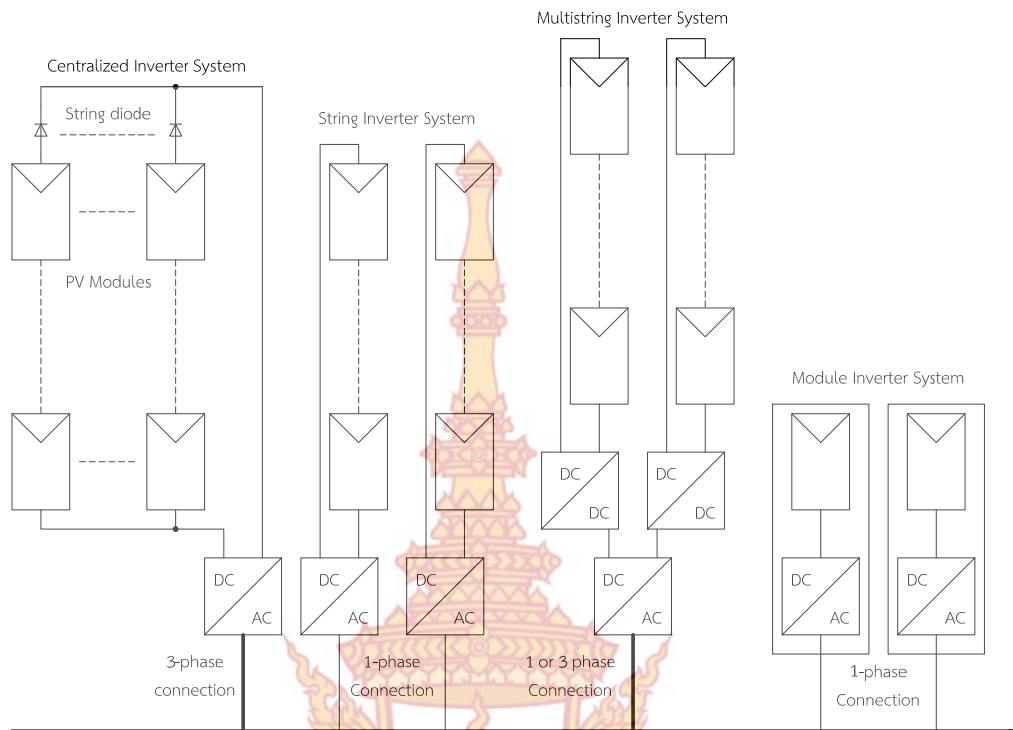 Multistring Inverter System
Centralized Inverter System
String diode
String Inverter System
PV Modules
Module Inverter System
DC
DC
DC
DC
DC
AC
DC
AC
DC
AC
DC
AC
DC
AC
DC
AC
3-phase
connection
1-phase
Connection
1 or 3 phase
Connection
1-phase
Connection